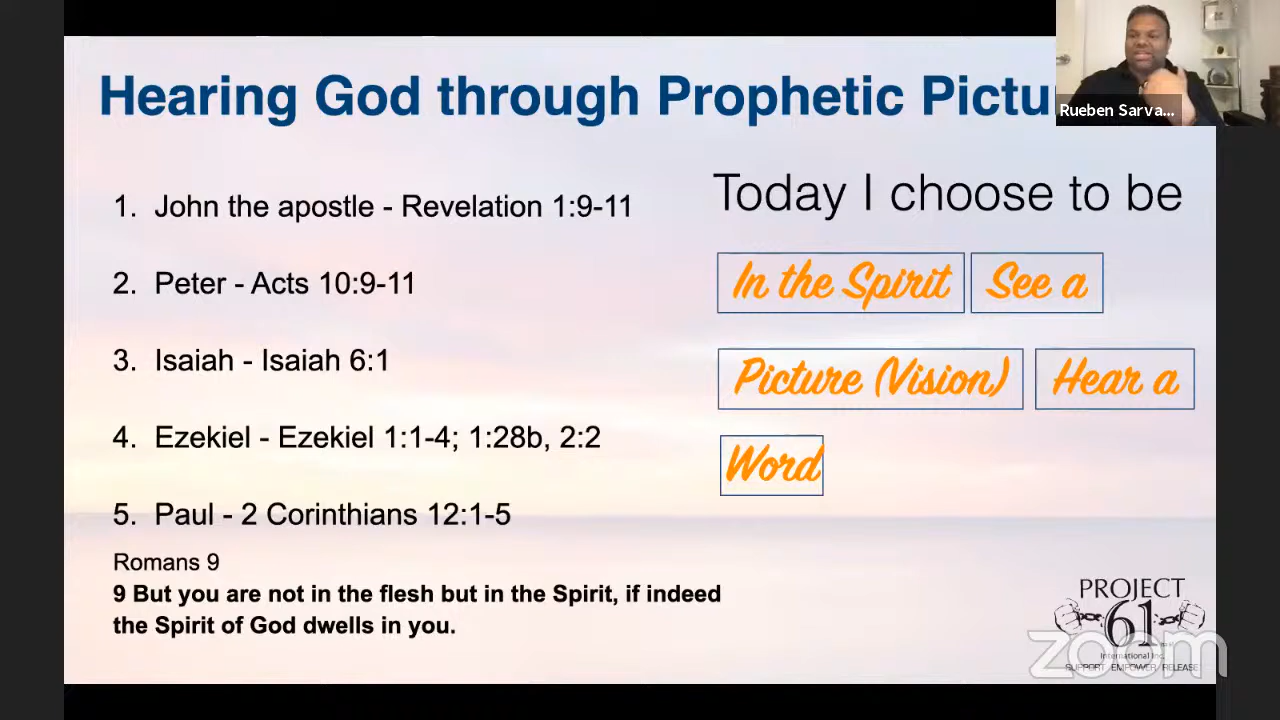 Hearing God through Prophetic Pictu
Rueben Sarva...
1. John the apostle - Revelation 1:9-11
2. Peter - Acts 10:9-11
3. Isaiah - Isaiah 6:1
4. Ezekiel - Ezekiel 1:1-4; 1:28b, 2:2
5. Paul - 2 Corinthians 12:1-5
Romans 9
9 But you are not in the flesh but in the Spirit, if indeed
the Spirit of God dwells in you.
Today I choose to be
In the Spirit See a
Picture (Vision) Hear a
Word
PROJECT
61
International Inc.
SUPPORT EMPOWER RELEASE
zoom